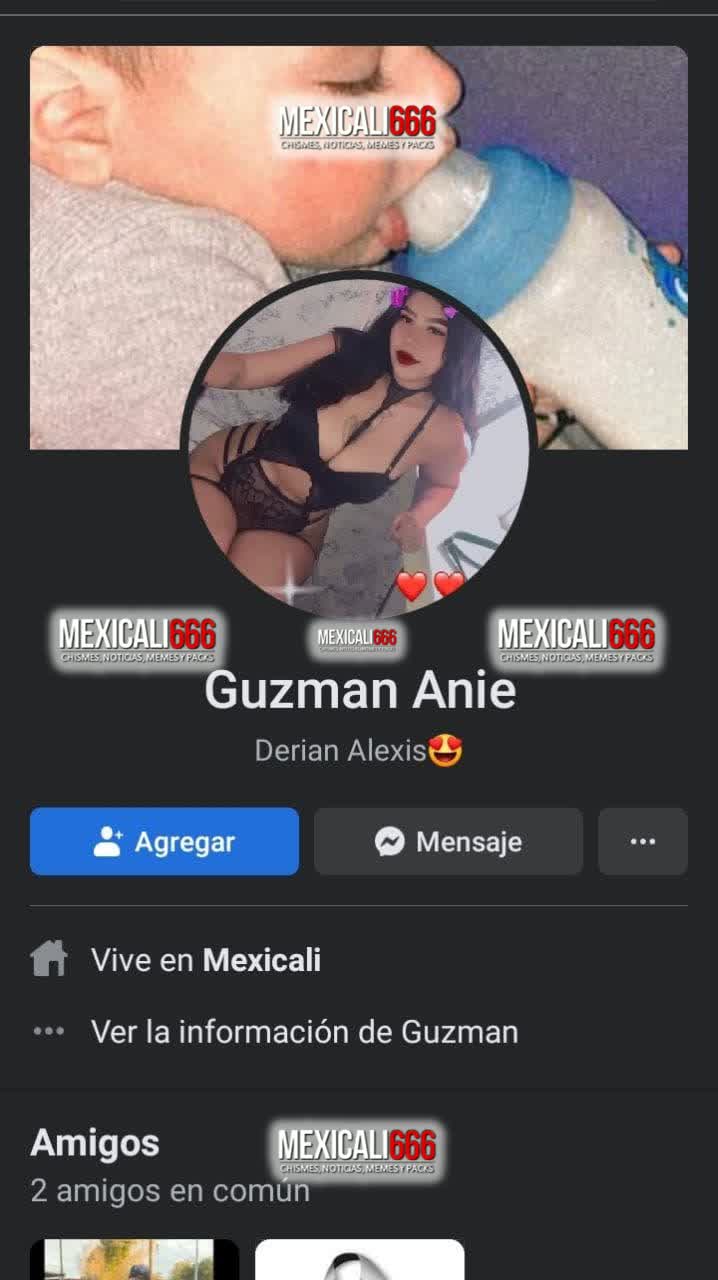 MEXICALI666
CHISMES, NOTICIAS, MEMES Y PACKS
MEXICALI666
CHISMES, NOTICIAS, MEMES Y PACKS
MEXICALI666
CHISMES, NOTICIAS, MEMES Y PACKS
MEXICALI666
CHISMES, NOTICIAS, MEMES Y PACKS
Guzman Anie
Derian Alexis😍
Agregar
Mensaje
Vive en Mexicali
Ver la información de Guzman
Amigos
MEXICALI666
CHISMES, NOTICIAS, MEMES Y PACKS
2 amigos en común